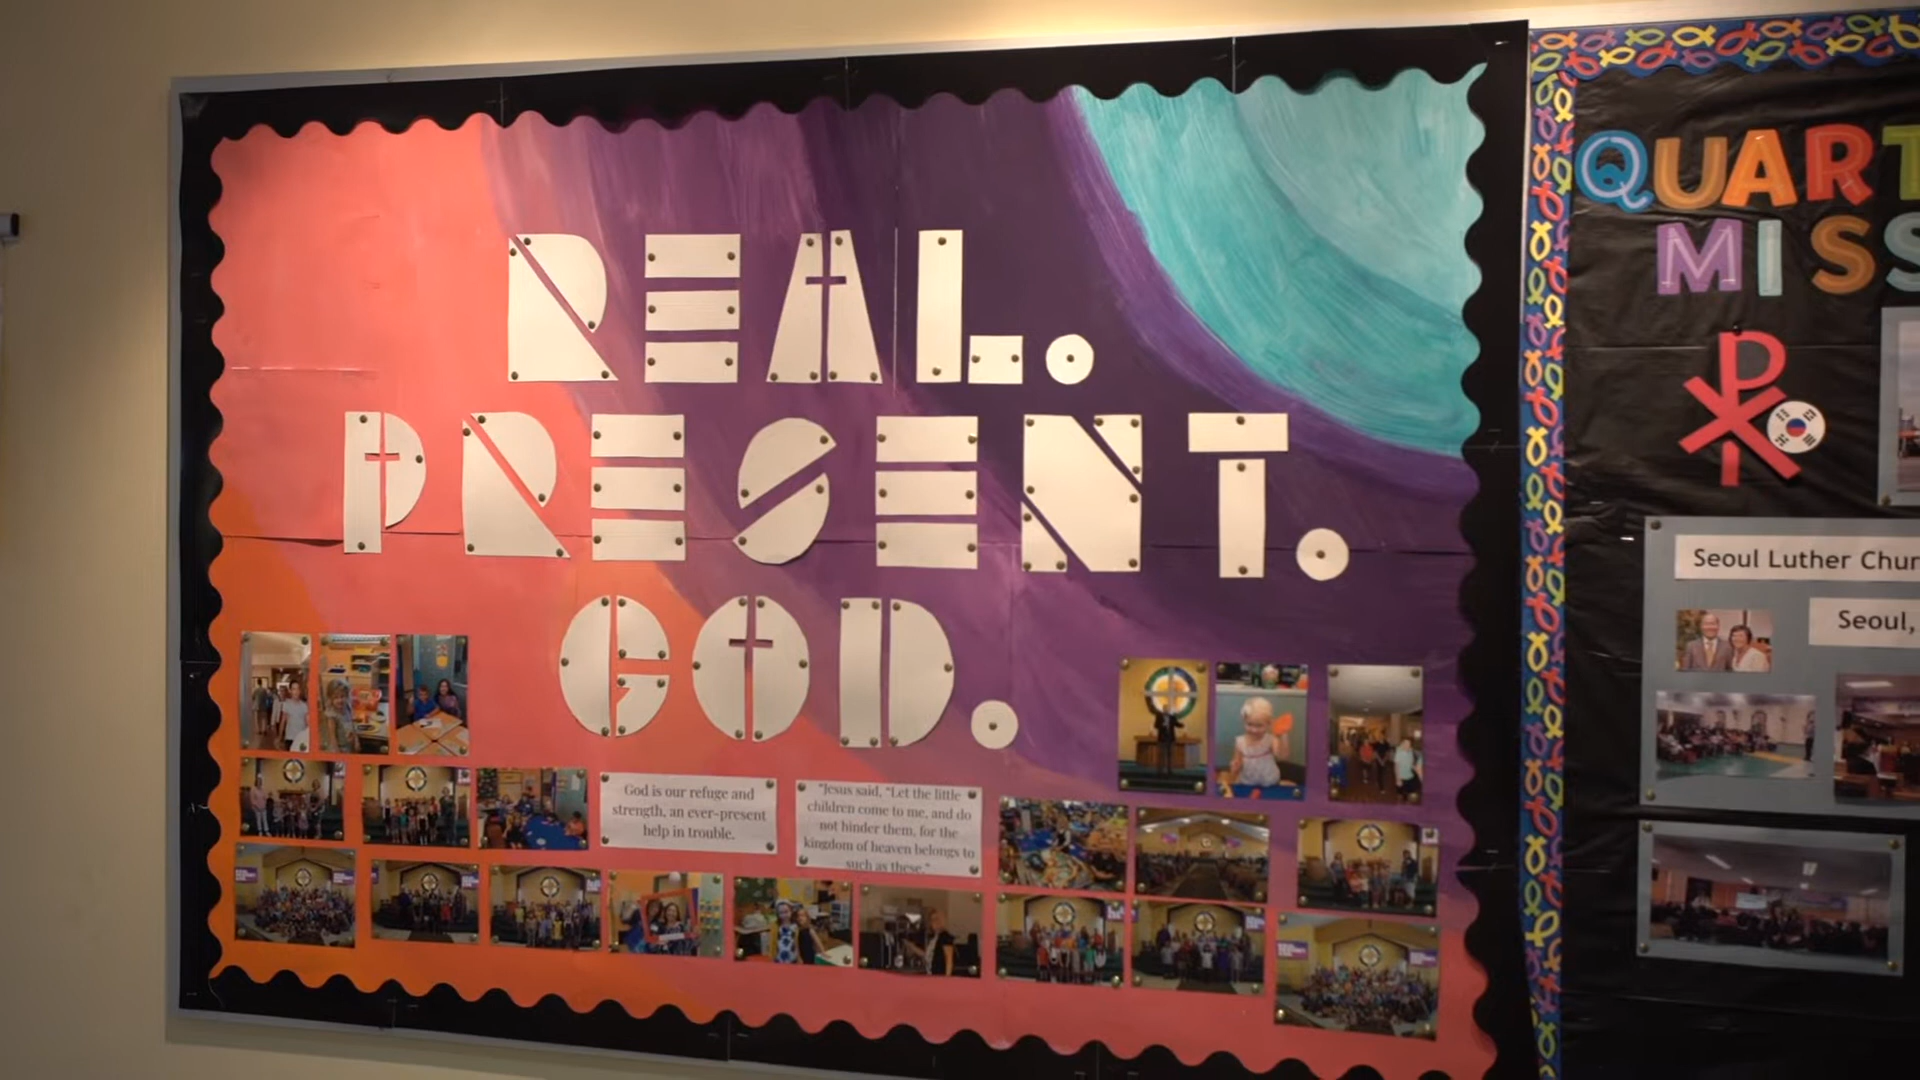 REAL.
PRESENT.
GOD.
God is our refuge and
strength, an ever-present
help in trouble.
"Jesus said, "Let the little
children come to me, and do
not hinder them, for the
kingdom of heaven belongs to
such as these."
QUART
MISS
Seoul Luther Chur
Seoul,